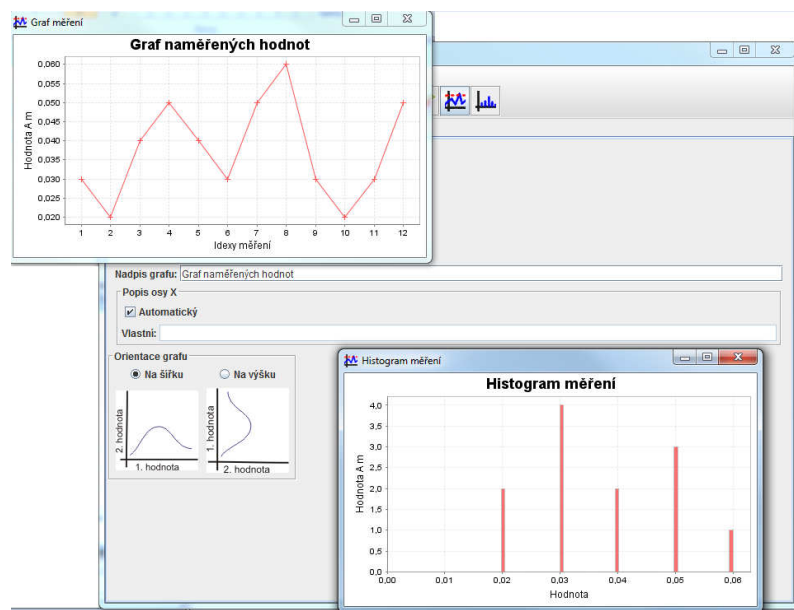 Graf měření
Graf naměřených hodnot
0,060
0,055
0,050
0,045
0,040
0,035
0,030
0,025
0,020
Hodnota A m
1 2 3 4 5 6 7 8 9 10 11 12
Idexy měření
Nadpis grafu: Graf naměřených hodnot
Popis osy X
Automatický
Vlastní:
Orientace grafu
Na šířku Na výšku
2. hodnota
1. hodnota
1. hodnota
2. hodnota
Histogram měření
Histogram měření
4,0
3,5
3,0
2,5
2,0
1,5
1,0
0,5
0,0
Hodnota A m
0,00 0,01 0,02 0,03 0,04 0,05 0,06
Hodnota